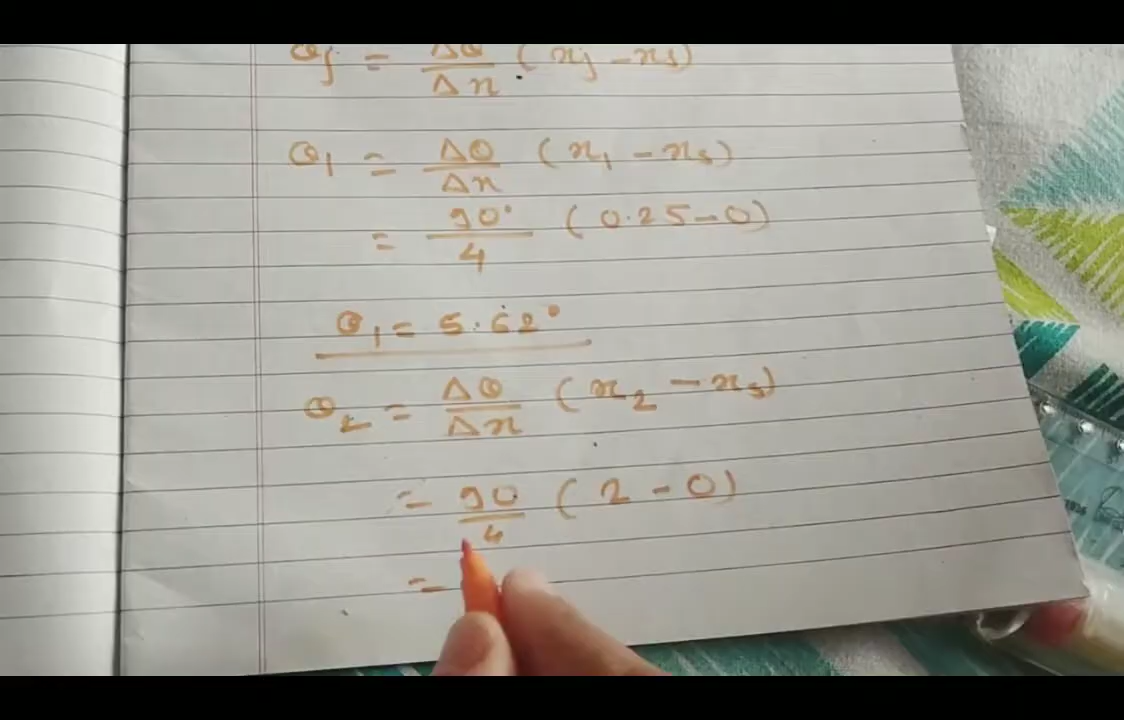 θj = Δθ/Δx (xj - xs)
θ1 = Δθ/Δx (x1 - xs)
= 90°/4 (0.25-0)
θ1 = 5.62°
θ2 = Δθ/Δx (x2 - xs)
= 90/4 (2-0)
=